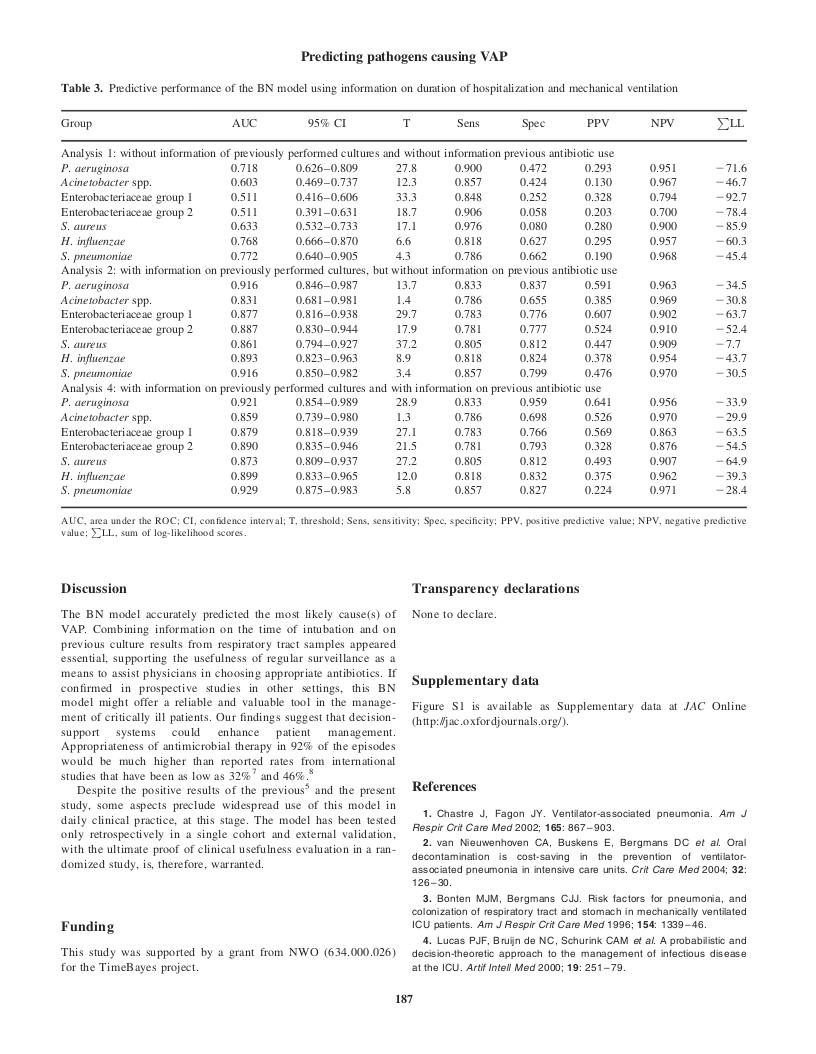 Predicting pathogens causing VAP
Table 3. Predictive performance of the BN model using information on duration of hospitalization and mechanical ventilation
Group AUC 95% CI T Sens Spec PPV NPV ∑LL
Analysis 1: without information of previously performed cultures and without information previous antibiotic use
P. aeruginosa 0.718 0.626–0.809 27.8 0.900 0.472 0.293 0.951 −71.6
Acinetobacter spp. 0.603 0.469–0.737 12.3 0.857 0.424 0.130 0.967 −46.7
Enterobacteriaceae group 1 0.511 0.416–0.606 33.3 0.848 0.252 0.328 0.794 −92.7
Enterobacteriaceae group 2 0.511 0.391–0.631 18.7 0.906 0.058 0.203 0.700 −78.4
S. aureus 0.633 0.532–0.733 17.1 0.976 0.080 0.280 0.900 −85.9
H. influenzae 0.768 0.666–0.870 6.6 0.818 0.627 0.295 0.957 −60.3
S. pneumoniae 0.772 0.640–0.905 4.3 0.786 0.662 0.190 0.968 −45.4
Analysis 2: with information on previously performed cultures, but without information on previous antibiotic use
P. aeruginosa 0.916 0.846–0.987 13.7 0.833 0.837 0.591 0.963 −34.5
Acinetobacter spp. 0.831 0.681–0.981 1.4 0.786 0.655 0.385 0.969 −30.8
Enterobacteriaceae group 1 0.877 0.816–0.938 29.7 0.783 0.776 0.607 0.902 −63.7
Enterobacteriaceae group 2 0.887 0.830–0.944 17.9 0.781 0.777 0.524 0.910 −52.4
S. aureus 0.861 0.794–0.927 37.2 0.805 0.812 0.447 0.909 −7.7
H. influenzae 0.893 0.823–0.963 8.9 0.818 0.824 0.378 0.954 −43.7
S. pneumoniae 0.916 0.850–0.982 3.4 0.857 0.799 0.476 0.970 −30.5
Analysis 4: with information on previously performed cultures and with information on previous antibiotic use
P. aeruginosa 0.921 0.854–0.989 28.9 0.833 0.959 0.641 0.956 −33.9
Acinetobacter spp. 0.859 0.739–0.980 1.3 0.786 0.698 0.526 0.970 −29.9
Enterobacteriaceae group 1 0.879 0.818–0.939 27.1 0.783 0.766 0.569 0.863 −63.5
Enterobacteriaceae group 2 0.890 0.835–0.946 21.5 0.781 0.793 0.328 0.876 −54.5
S. aureus 0.873 0.809–0.937 27.2 0.805 0.812 0.493 0.907 −64.9
H. influenzae 0.899 0.833–0.965 12.0 0.818 0.832 0.375 0.962 −39.3
S. pneumoniae 0.929 0.875–0.983 5.8 0.857 0.827 0.224 0.971 −28.4
AUC, area under the ROC; CI, confidence interval; T, threshold; Sens, sensitivity; Spec, specificity; PPV, positive predictive value; NPV, negative predictive
value; ∑LL, sum of log-likelihood scores.
Discussion
The BN model accurately predicted the most likely cause(s) of
VAP. Combining information on the time of intubation and on
previous culture results from respiratory tract samples appeared
essential, supporting the usefulness of regular surveillance as a
means to assist physicians in choosing appropriate antibiotics. If
confirmed in prospective studies in other settings, this BN
model might offer a reliable and valuable tool in the manage-
ment of critically ill patients. Our findings suggest that decision-
support systems could enhance patient management.
Appropriateness of antimicrobial therapy in 92% of the episodes
would be much higher than reported rates from international
studies that have been as low as 32%7 and 46%.8
Despite the positive results of the previous5 and the present
study, some aspects preclude widespread use of this model in
daily clinical practice, at this stage. The model has been tested
only retrospectively in a single cohort and external validation,
with the ultimate proof of clinical usefulness evaluation in a ran-
domized study, is, therefore, warranted.
Funding
This study was supported by a grant from NWO (634.000.026)
for the TimeBayes project.
Transparency declarations
None to declare.
Supplementary data
Figure S1 is available as Supplementary data at JAC Online
(http://jac.oxfordjournals.org/).
References
1. Chastre J, Fagon JY. Ventilator-associated pneumonia. Am J
Respir Crit Care Med 2002; 165: 867–903.
2. van Nieuwenhoven CA, Buskens E, Bergmans DC et al. Oral
decontamination is cost-saving in the prevention of ventilator-
associated pneumonia in intensive care units. Crit Care Med 2004; 32:
126–30.
3. Bonten MJM, Bergmans CJJ. Risk factors for pneumonia, and
colonization of respiratory tract and stomach in mechanically ventilated
ICU patients. Am J Respir Crit Care Med 1996; 154: 1339–46.
4. Lucas PJF, Bruijn de NC, Schurink CAM et al. A probabilistic and
decision-theoretic approach to the management of infectious disease
at the ICU. Artif Intell Med 2000; 19: 251–79.
187